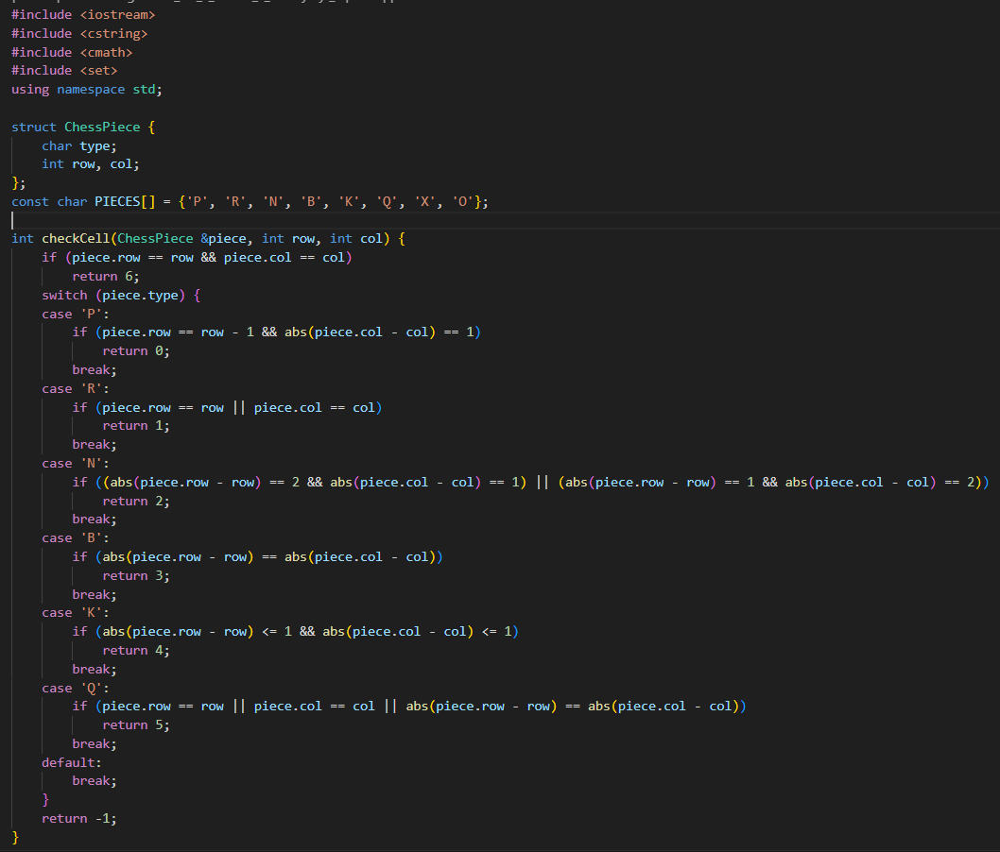 #include <iostream>
#include <cstring>
#include <cmath>
#include <set>
using namespace std;
struct ChessPiece {
    char type;
    int row, col;
};
const char PIECES[] = {'P', 'R', 'N', 'B', 'K', 'Q', 'X', 'O'};
int checkCell(ChessPiece &piece, int row, int col) {
    if (piece.row == row && piece.col == col)
        return 6;
    switch (piece.type) {
    case 'P':
        if (piece.row == row - 1 && abs(piece.col - col) == 1)
            return 0;
        break;
    case 'R':
        if (piece.row == row || piece.col == col)
            return 1;
        break;
    case 'N':
        if ((abs(piece.row - row) == 2 && abs(piece.col - col) == 1) || (abs(piece.row - row) == 1 && abs(piece.col - col) == 2))
            return 2;
        break;
    case 'B':
        if (abs(piece.row - row) == abs(piece.col - col))
            return 3;
        break;
    case 'K':
        if (abs(piece.row - row) <= 1 && abs(piece.col - col) <= 1)
            return 4;
        break;
    case 'Q':
        if (piece.row == row || piece.col == col || abs(piece.row - row) == abs(piece.col - col))
            return 5;
        break;
    default:
        break;
    }
    return -1;
}